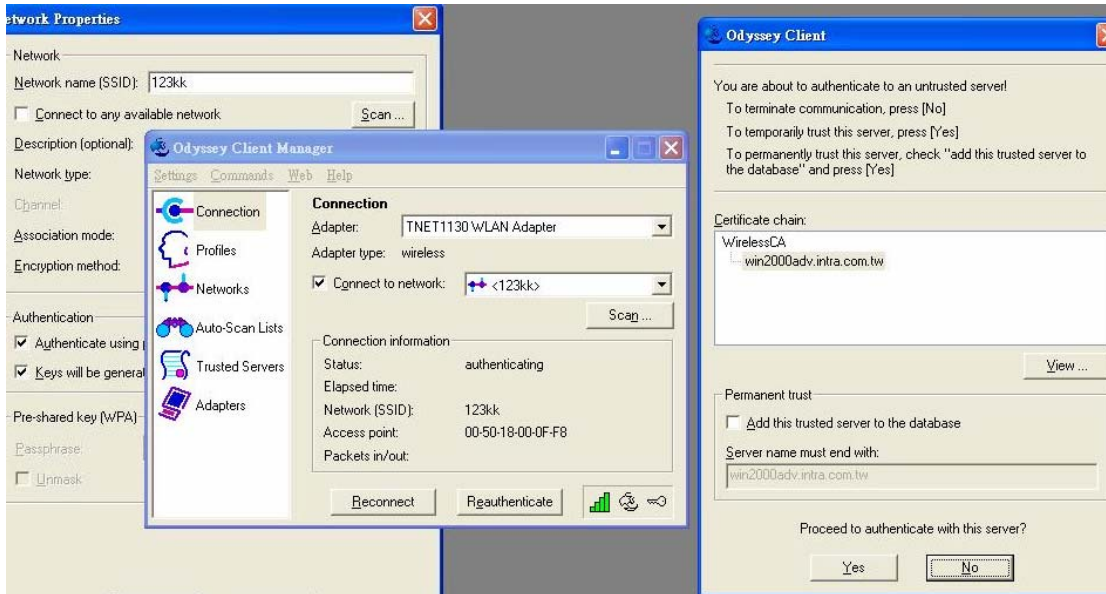 etwork Properties
Network
Network name (SSID): 123kk
Connect to any available network
Scan ...
Description (optional):
Network type:
Channel:
Association mode:
Encryption method:
Authentication
Authenticate using
Keys will be genera
Pre-shared key (WPA)
Passphrase:
Unmask
Odyssey Client Manager
Settings Commands Web Help
Connection
Profiles
Networks
Auto-Scan Lists
Trusted Servers
Adapters
Connection
Adapter: TNET1130 WLAN Adapter
Adapter type: wireless
Connect to network: <123kk>
Scan ...
Connection information
Status: authenticating
Elapsed time:
Network (SSID): 123kk
Access point: 00-50-18-00-0F-F8
Packets in/out:
Reconnect Reauthenticate
Odyssey Client
You are about to authenticate to an untrusted server!
To terminate communication, press [No]
To temporarily trust this server, press [Yes]
To permanently trust this server, check "add this trusted server to
the database" and press [Yes]
Certificate chain:
WirelessCA
win2000adv.intra.com.tw
View ...
Permanent trust
Add this trusted server to the database
Server name must end with:
win2000adv.intra.com.tw
Proceed to authenticate with this server?
Yes No